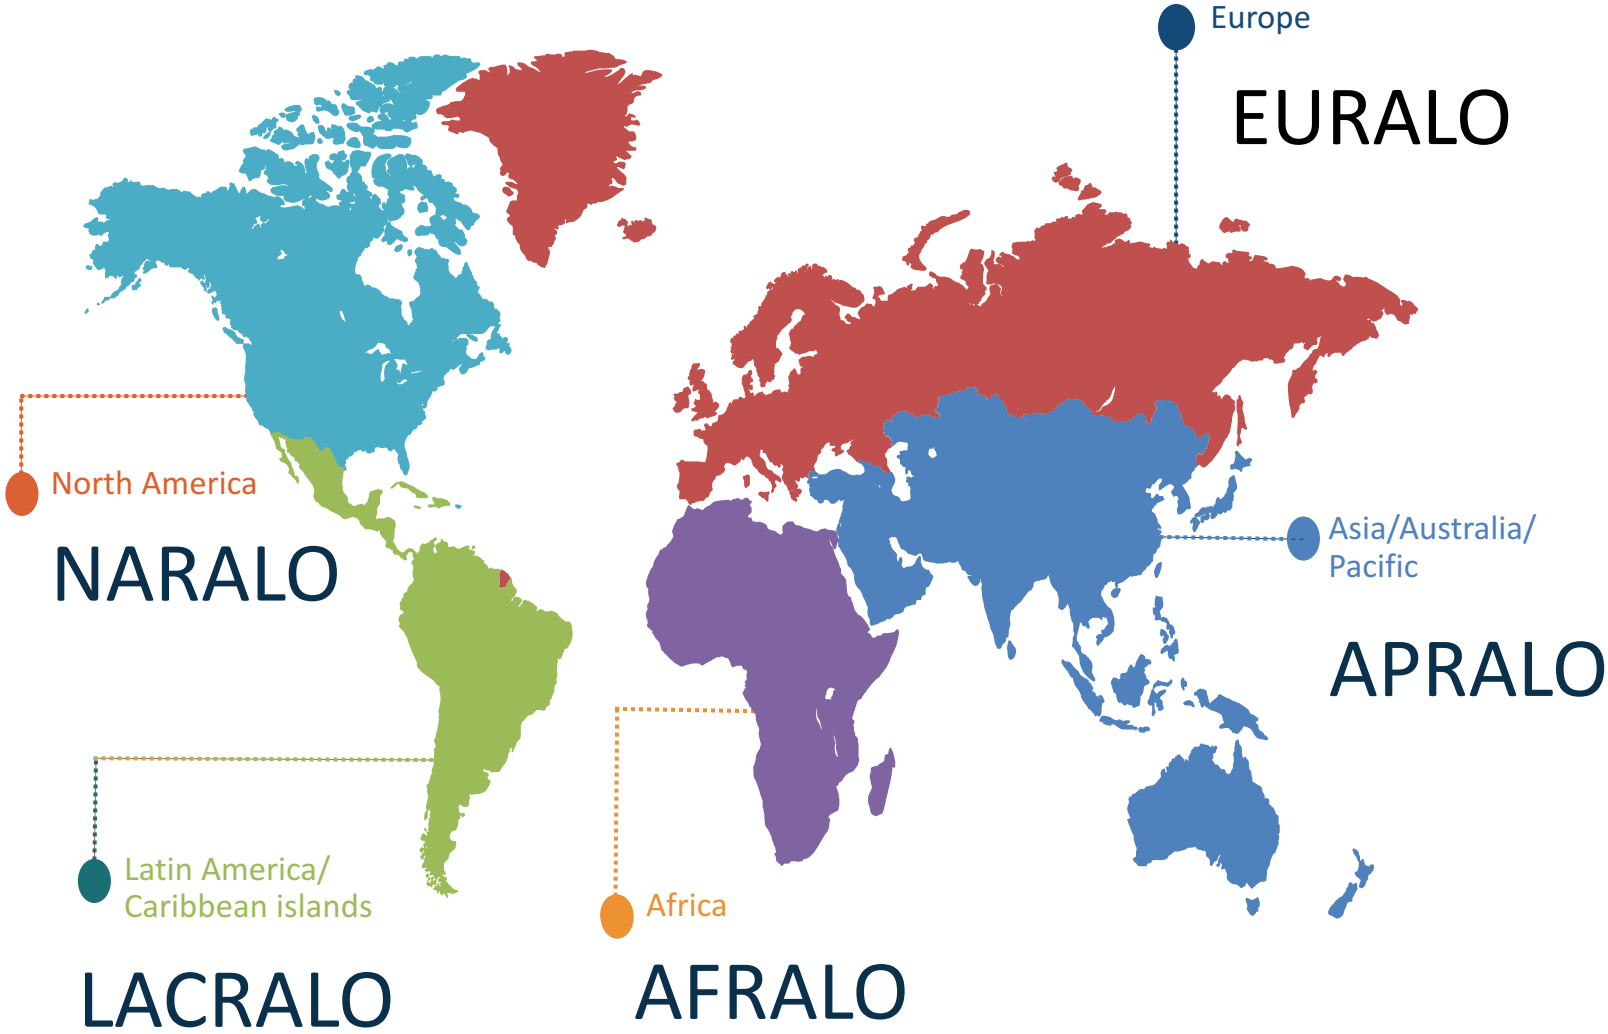 Europe
EURALO
North America
NARALO
Asia/Australia/
Pacific
APRALO
Latin America/
Caribbean islands
LACRALO
Africa
AFRALO